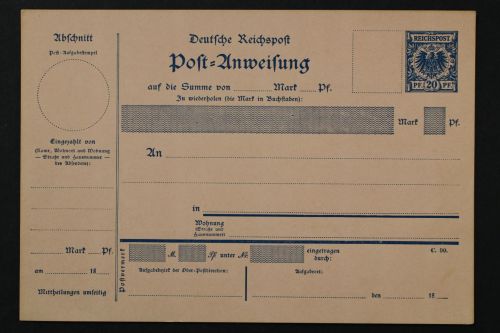 Abschnitt
Post-Aufgabestempel
Eingezahlt von
(Name, Wohnort und Wohnung
— Straße und Hausnummer —
des Absenders):
Mark Pf.
am 18
Mittheilungen umseitig
Deutsche Reichspost
Post-Anweisung
auf die Summe von Mark Pf.
Zu wiederholen (die Mark in Buchstaben):
Mark Pf.
REICHSPOST
PF. 20 PF.
An
in
Wohnung
(Straße und
Hausnummer)
Postvermerk
M. Pf unter №
eingetragen
durch:
C. 90.
Aufgabebezirk der Ober-Postdirektion:
Aufgabeort:
den 18